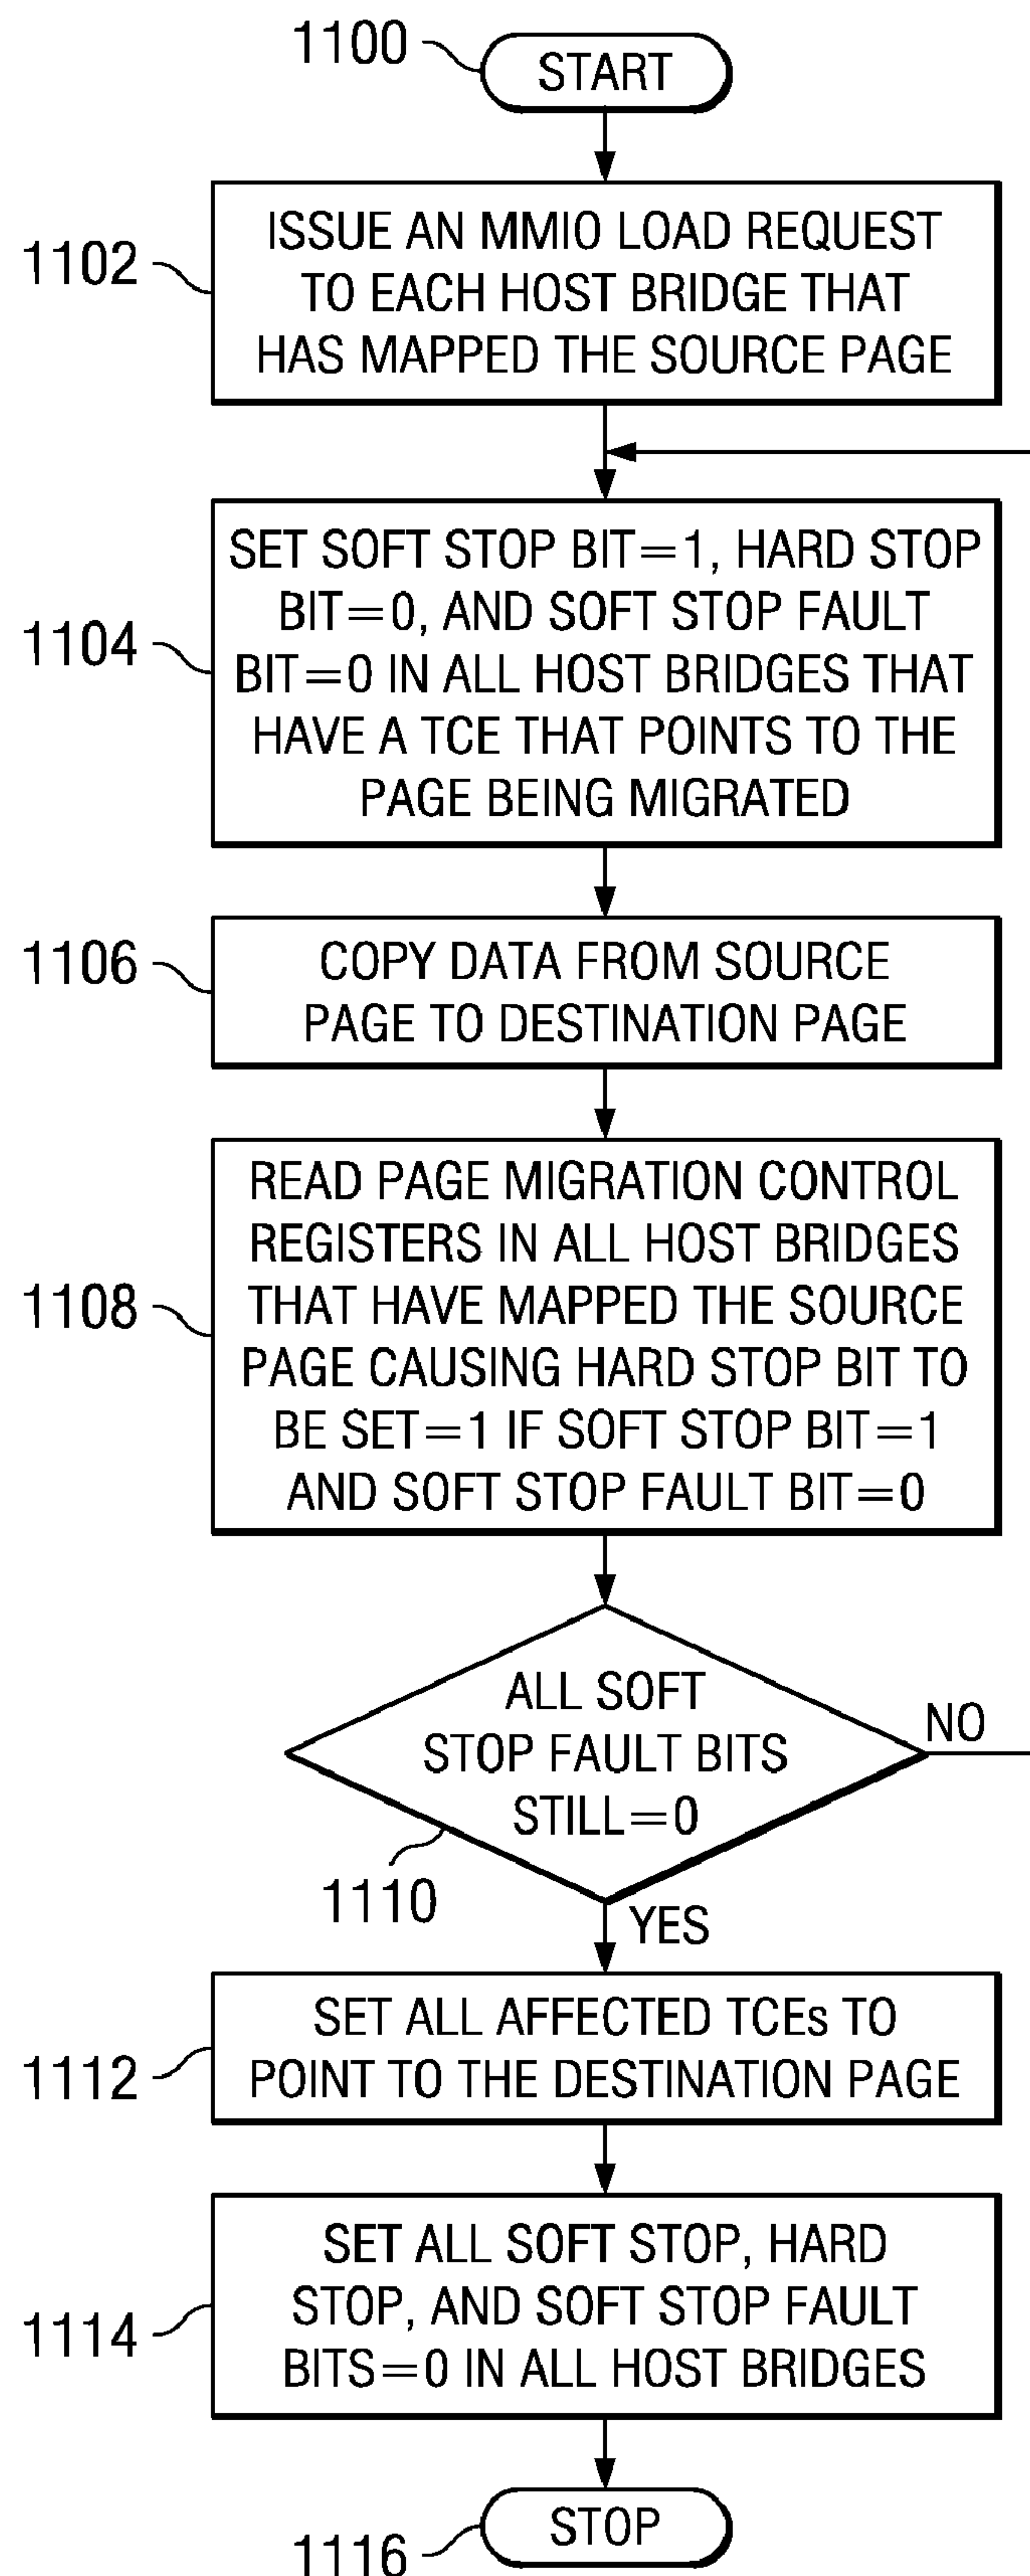 1100
START
1102
ISSUE AN MMIO LOAD REQUEST
TO EACH HOST BRIDGE THAT
HAS MAPPED THE SOURCE PAGE
1104
SET SOFT STOP BIT=1, HARD STOP
BIT=0, AND SOFT STOP FAULT
BIT=0 IN ALL HOST BRIDGES THAT
HAVE A TCE THAT POINTS TO THE
PAGE BEING MIGRATED
1106
COPY DATA FROM SOURCE
PAGE TO DESTINATION PAGE
1108
READ PAGE MIGRATION CONTROL
REGISTERS IN ALL HOST BRIDGES
THAT HAVE MAPPED THE SOURCE
PAGE CAUSING HARD STOP BIT TO
BE SET=1 IF SOFT STOP BIT=1
AND SOFT STOP FAULT BIT=0
ALL SOFT
STOP FAULT BITS
STILL=0
NO
1110
YES
1112
SET ALL AFFECTED TCEs TO
POINT TO THE DESTINATION PAGE
1114
SET ALL SOFT STOP, HARD
STOP, AND SOFT STOP FAULT
BITS=0 IN ALL HOST BRIDGES
STOP
1116